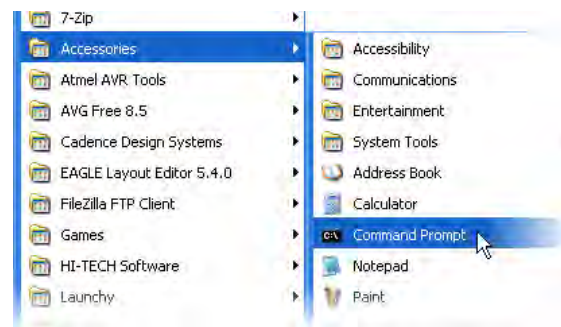 7-Zip
Accessories
Atmel AVR Tools
AVG Free 8.5
Cadence Design Systems
EAGLE Layout Editor 5.4.0
FileZilla FTP Client
Games
HI-TECH Software
Launchy
Accessibility
Communications
Entertainment
System Tools
Address Book
Calculator
C:\
Command Prompt
Notepad
Paint